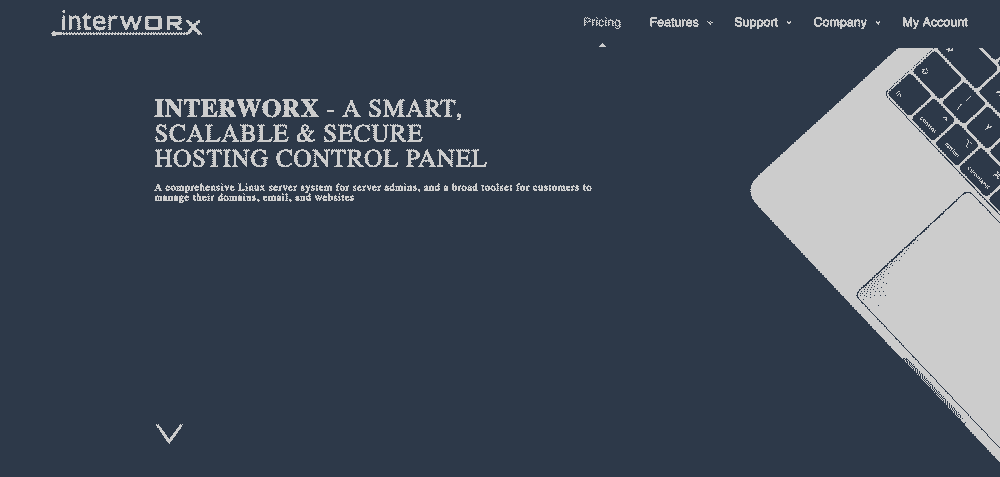 interworx
Pricing Features Support Company My Account
INTERWORX - A SMART,
SCALABLE & SECURE
HOSTING CONTROL PANEL
A comprehensive Linux server system for server admins, and a broad toolset for customers to
manage their domains, email, and websites
control
option
command